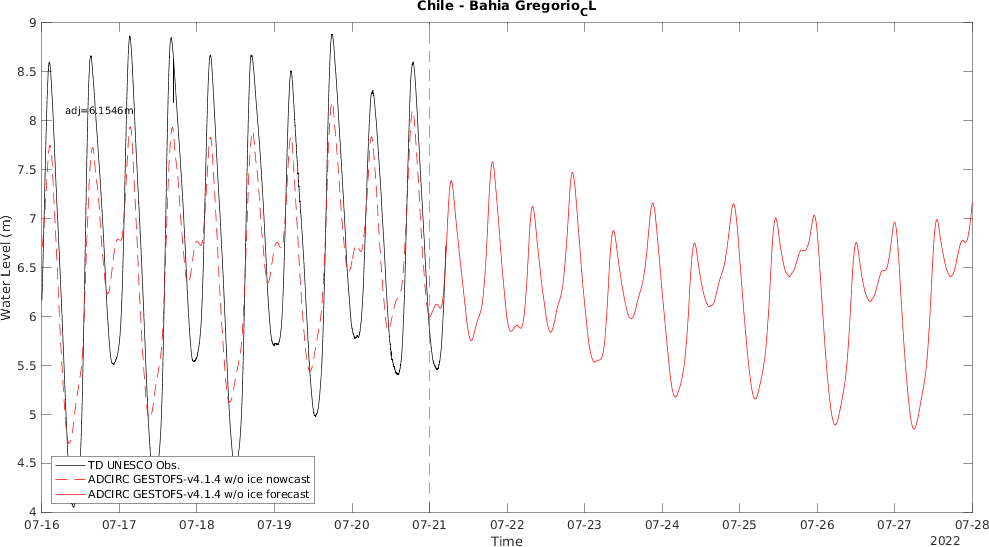 Chile - Bahia Gregorio_CL
9
8.5
8
7.5
7
6.5
6
5.5
5
4.5
4
Water Level (m)
adj=6.1546m
TD UNESCO Obs.
ADCIRC GESTOFS-v4.1.4 w/o ice nowcast
ADCIRC GESTOFS-v4.1.4 w/o ice forecast
07-16 07-17 07-18 07-19 07-20 07-21 07-22 07-23 07-24 07-25 07-26 07-27 07-28
Time
2022